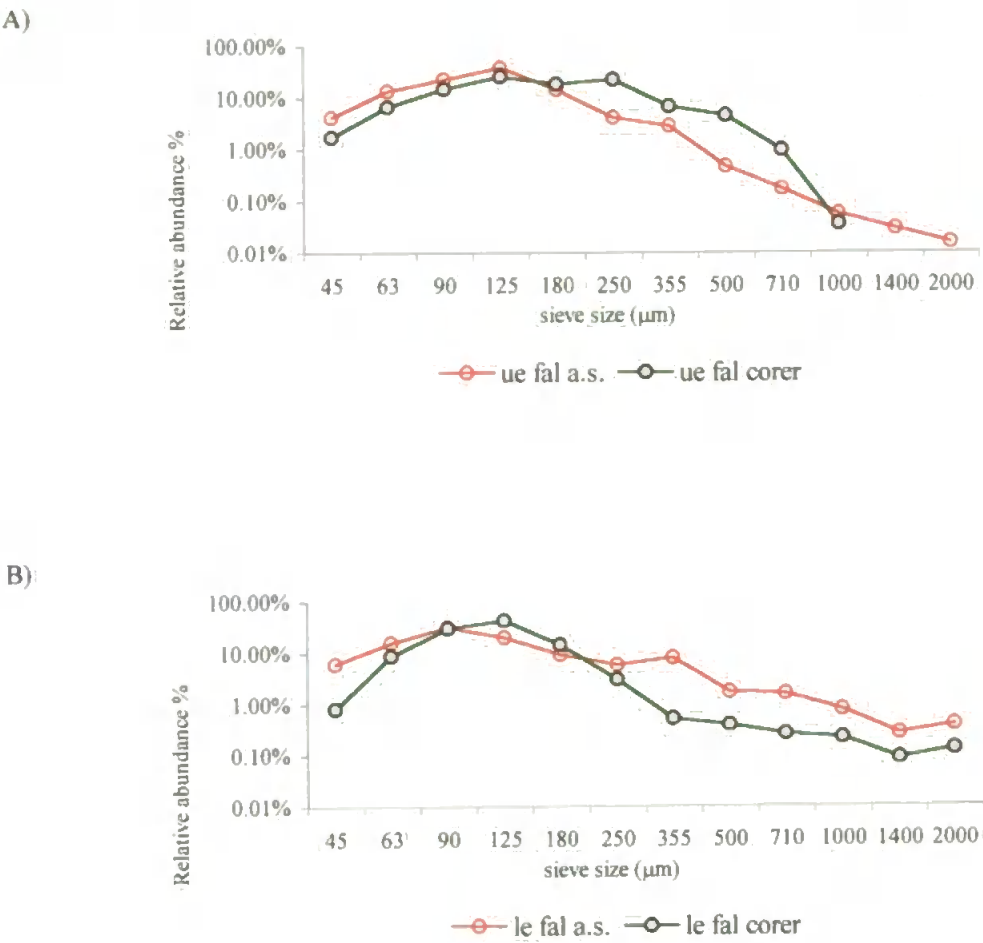 A)
100.00%
10.00%
1.00%
0.10%
0.01%
Relative abundance %
45 63 90 125 180 250 355 500 710 1000 1400 2000
sieve size (µm)
ue fal a.s. ue fal corer
B)
100.00%
10.00%
1.00%
0.10%
0.01%
Relative abundance %
45 63 90 125 180 250 355 500 710 1000 1400 2000
sieve size (µm)
le fal a.s. le fal corer